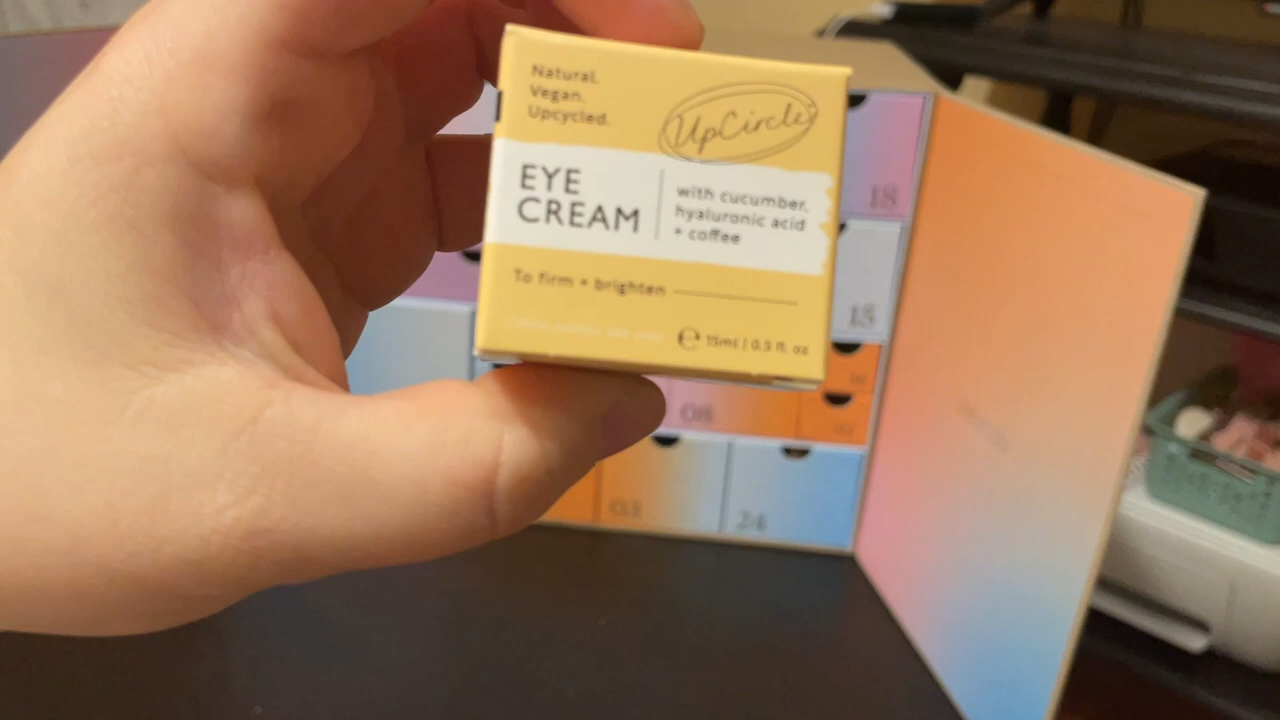 Natural.
Vegan.
Upcycled.
UpCircle
EYE
CREAM
with cucumber,
hyaluronic acid
+ coffee
To firm + brighten
℮ 15ml | 0.5 fl. oz
18
15
08
03
24